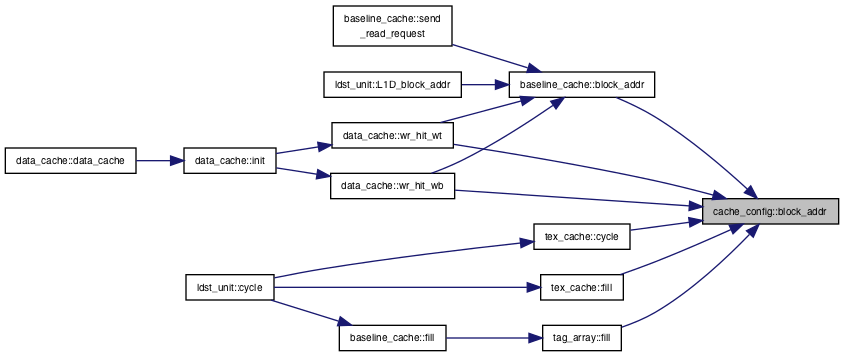 baseline_cache::send
_read_request
ldst_unit::L1D_block_addr
baseline_cache::block_addr
data_cache::wr_hit_wt
data_cache::data_cache
data_cache::init
data_cache::wr_hit_wb
cache_config::block_addr
tex_cache::cycle
ldst_unit::cycle
tex_cache::fill
baseline_cache::fill
tag_array::fill